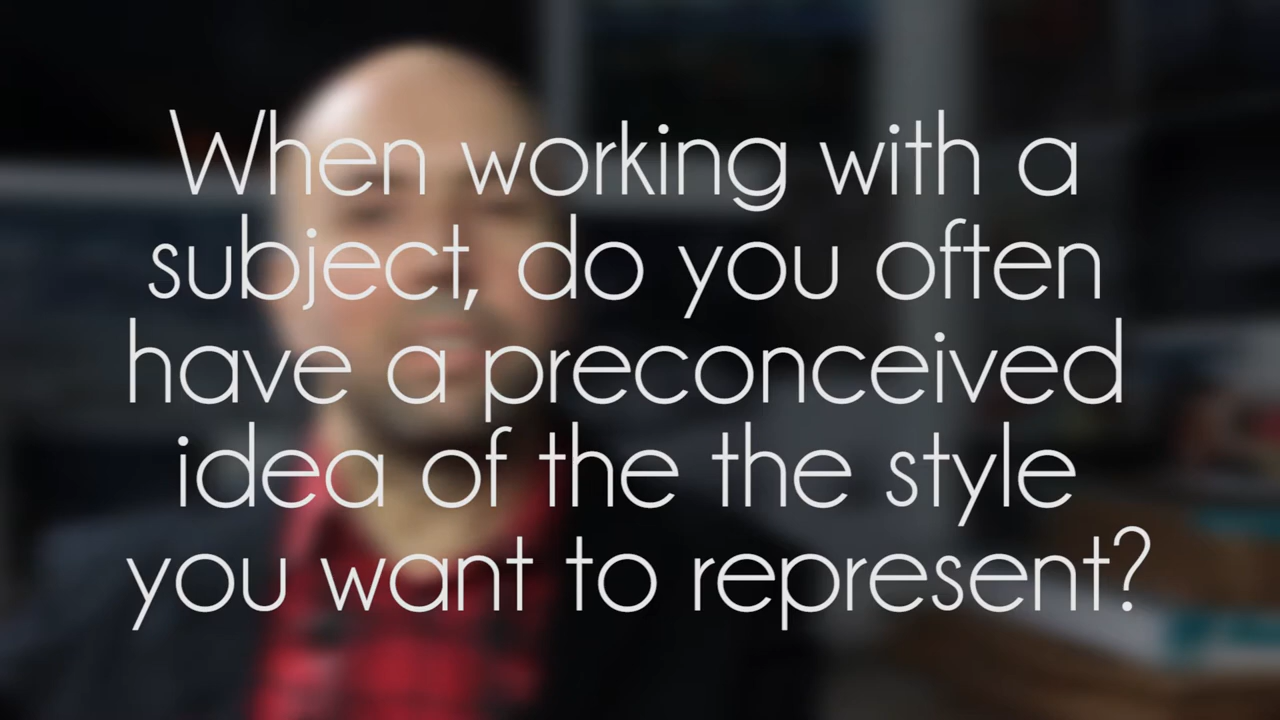 When working with a
subject, do you often
have a preconceived
idea of the the style
you want to represent?